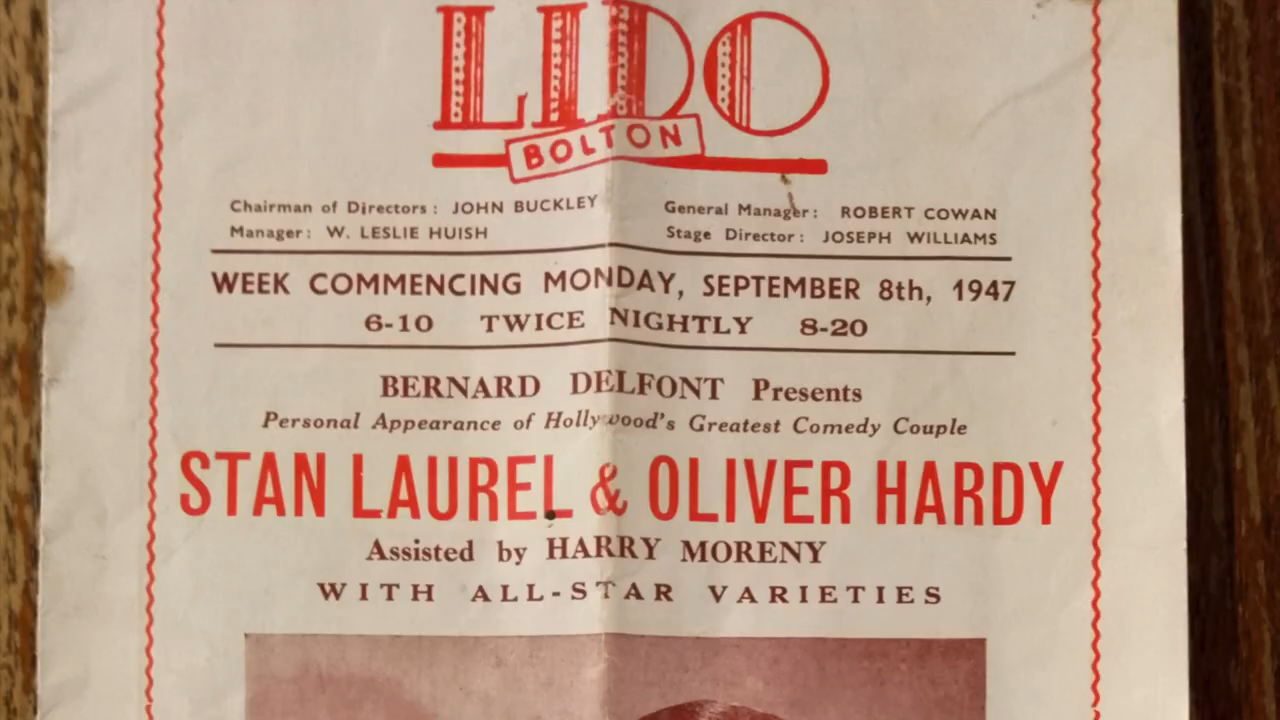 LIDO
BOLTON
Chairman of Directors: JOHN BUCKLEY General Manager: ROBERT COWAN
Manager: W. LESLIE HUISH Stage Director: JOSEPH WILLIAMS
WEEK COMMENCING MONDAY, SEPTEMBER 8th, 1947
6-10 TWICE NIGHTLY 8-20
BERNARD DELFONT Presents
Personal Appearance of Hollywood's Greatest Comedy Couple
STAN LAUREL & OLIVER HARDY
Assisted by HARRY MORENY
WITH ALL-STAR VARIETIES